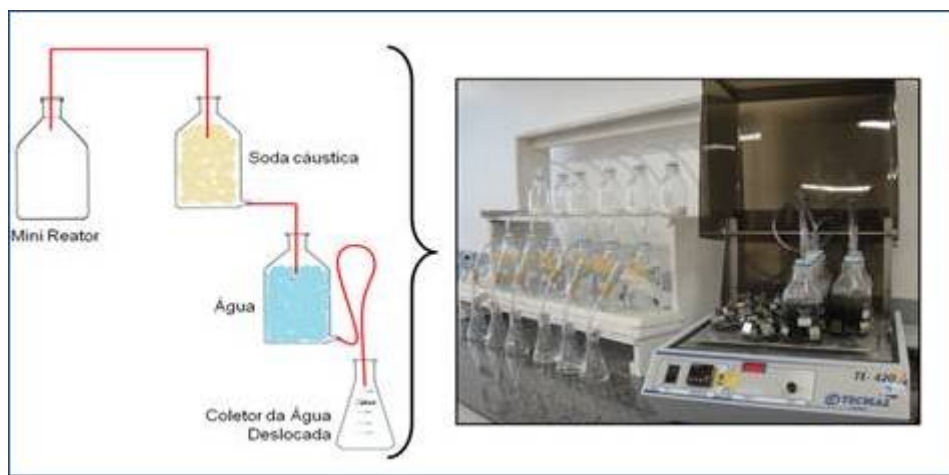 Soda cáustica
Mini Reator
Água
Coletor da Água
Deslocada
TE-420
TECNAL